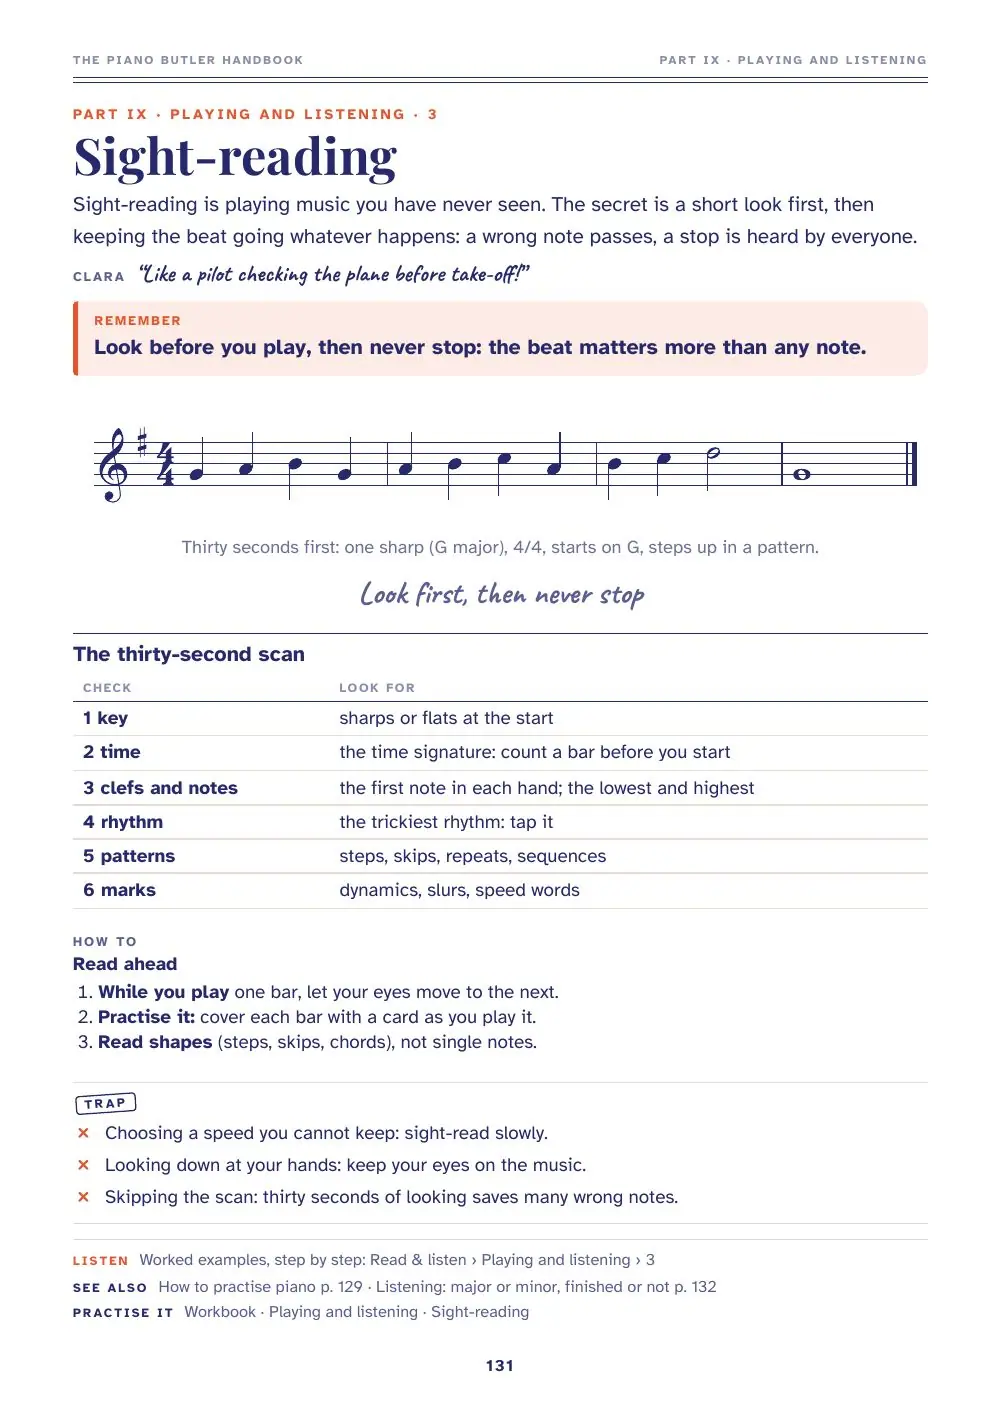 THE PIANO BUTLER HANDBOOK
PART IX · PLAYING AND LISTENING
PART IX · PLAYING AND LISTENING · 3
Sight-reading
Sight-reading is playing music you have never seen. The secret is a short look first, then
keeping the beat going whatever happens: a wrong note passes, a stop is heard by everyone.
CLARA “Like a pilot checking the plane before take-off!”
REMEMBER
Look before you play, then never stop: the beat matters more than any note.
4
4
Thirty seconds first: one sharp (G major), 4/4, starts on G, steps up in a pattern.
Look first, then never stop
The thirty-second scan
CHECK LOOK FOR
1 key sharps or flats at the start
2 time the time signature: count a bar before you start
3 clefs and notes the first note in each hand; the lowest and highest
4 rhythm the trickiest rhythm: tap it
5 patterns steps, skips, repeats, sequences
6 marks dynamics, slurs, speed words
HOW TO
Read ahead
1. While you play one bar, let your eyes move to the next.
2. Practise it: cover each bar with a card as you play it.
3. Read shapes (steps, skips, chords), not single notes.
TRAP
× Choosing a speed you cannot keep: sight-read slowly.
× Looking down at your hands: keep your eyes on the music.
× Skipping the scan: thirty seconds of looking saves many wrong notes.
LISTEN Worked examples, step by step: Read & listen › Playing and listening › 3
SEE ALSO How to practise piano p. 129 · Listening: major or minor, finished or not p. 132
PRACTISE IT Workbook · Playing and listening · Sight-reading
131